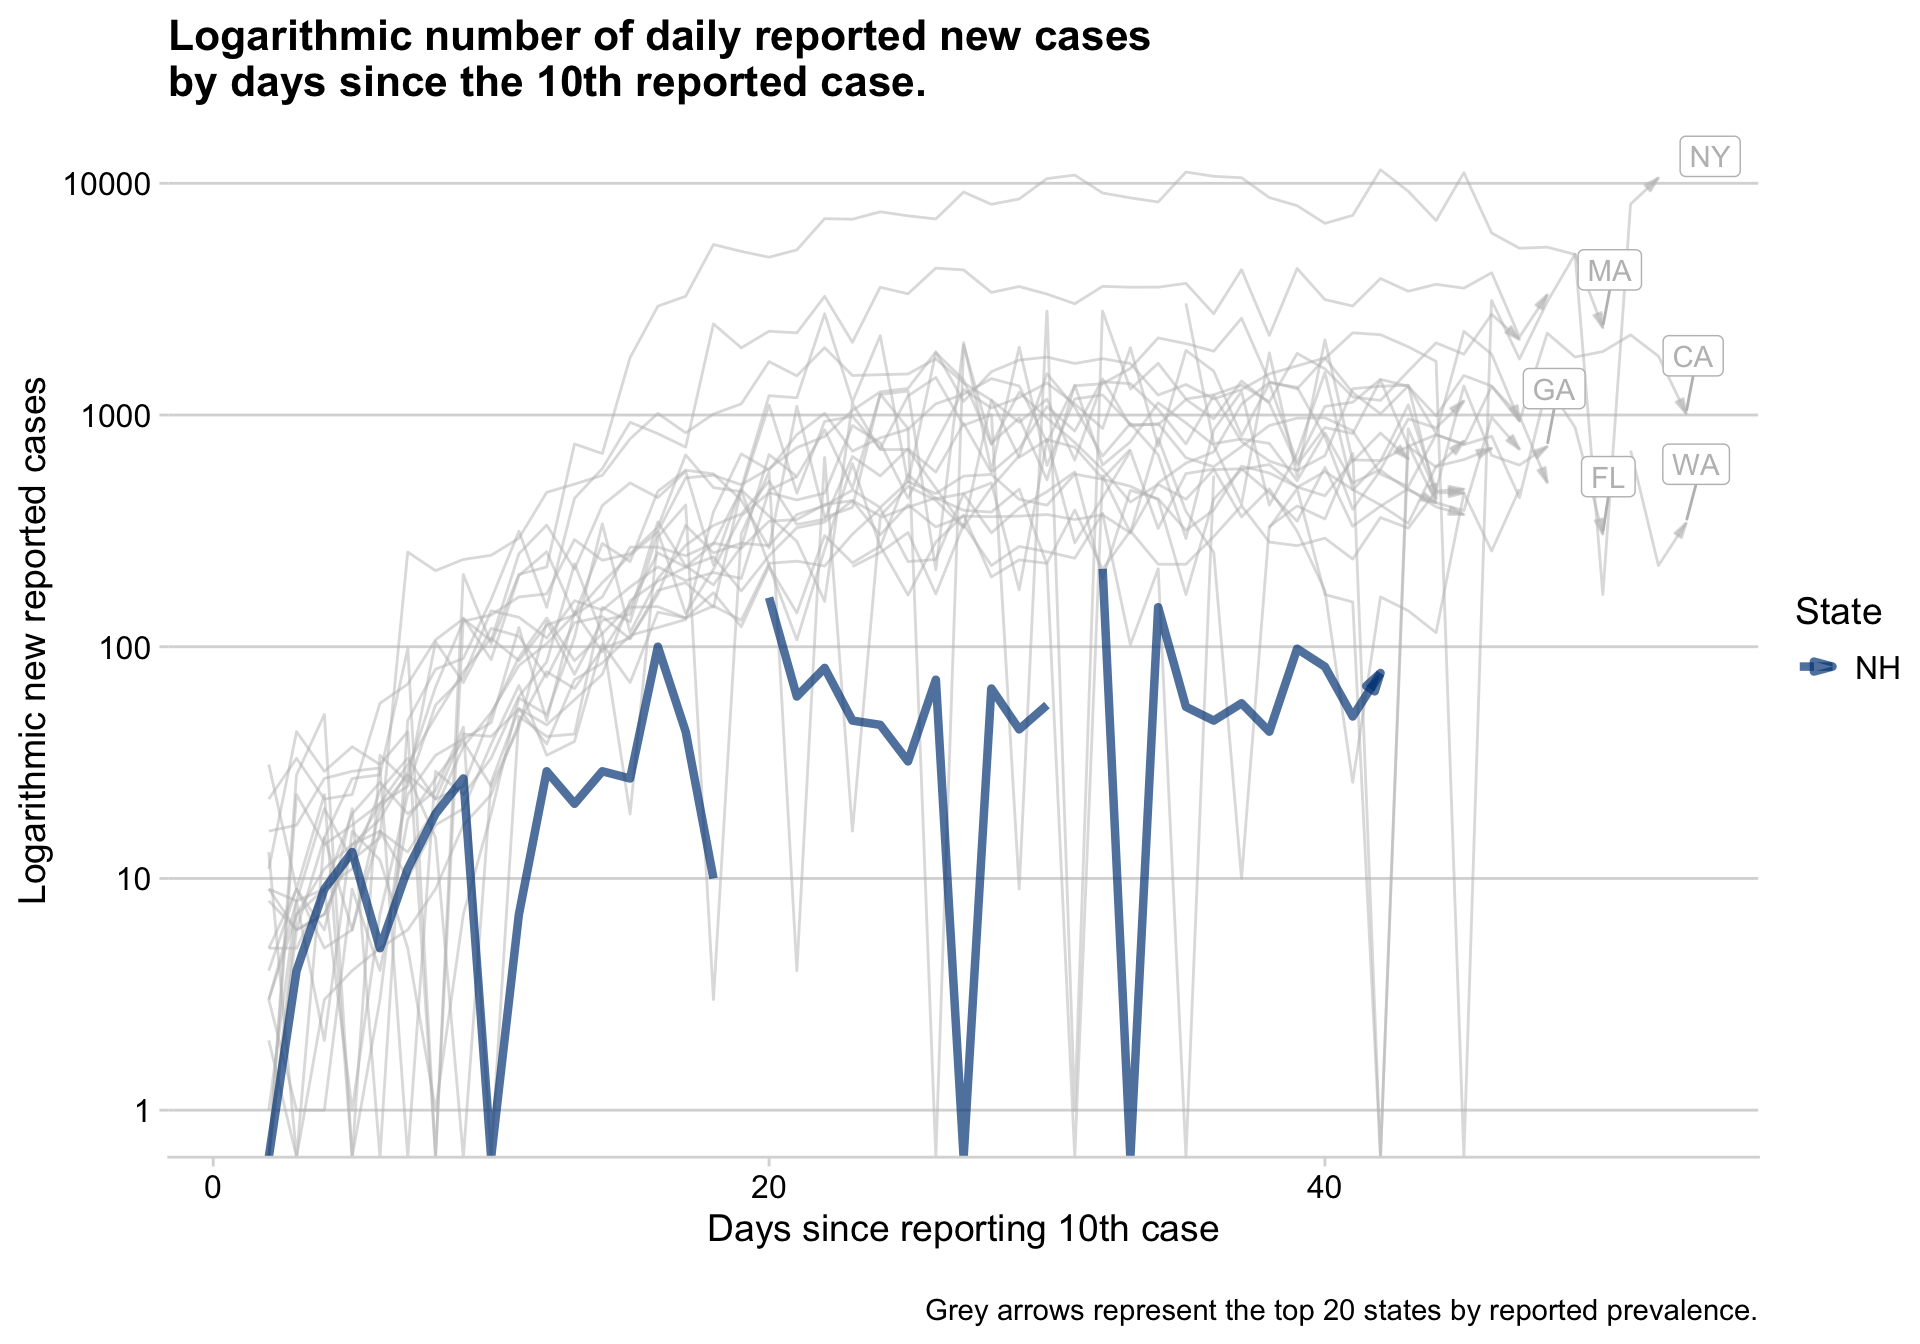 Logarithmic number of daily reported new cases
by days since the 10th reported case.
NY
10000
MA
CA
GA
1000
WA
FL
Logarithmic new reported cases
State
NH
100
10
1
0
20
40
Days since reporting 10th case
Grey arrows represent the top 20 states by reported prevalence.